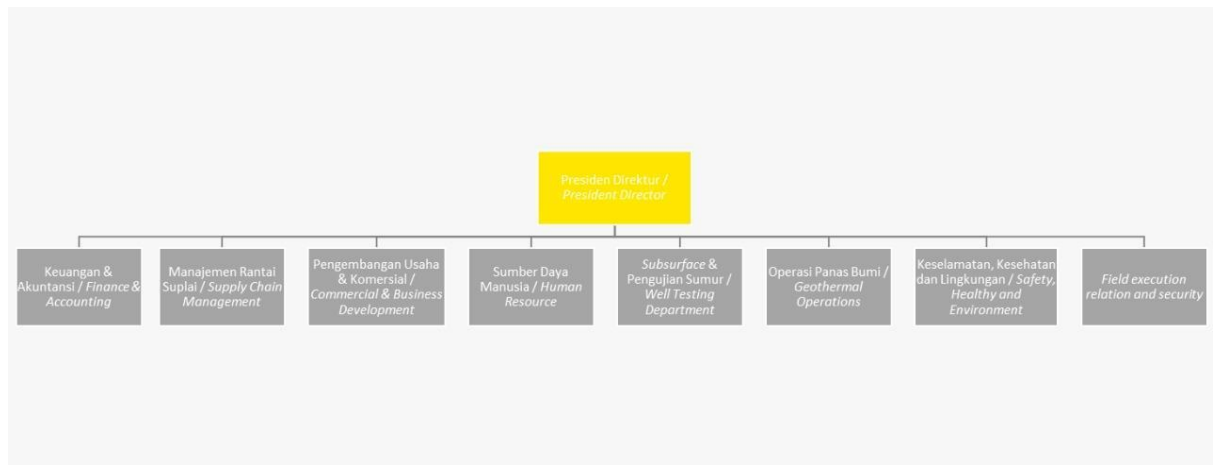 Presiden Direktur /
President Director
Keuangan &
Akuntansi / Finance &
Accounting
Manajemen Rantai
Suplai / Supply Chain
Management
Pengembangan Usaha
& Komersial /
Commercial & Business
Development
Sumber Daya
Manusia / Human
Resource
Subsurface &
Pengujian Sumur /
Well Testing
Department
Operasi Panas Bumi /
Geothermal
Operations
Keselamatan, Kesehatan
dan Lingkungan / Safety,
Healthy and
Environment
Field execution
relation and security